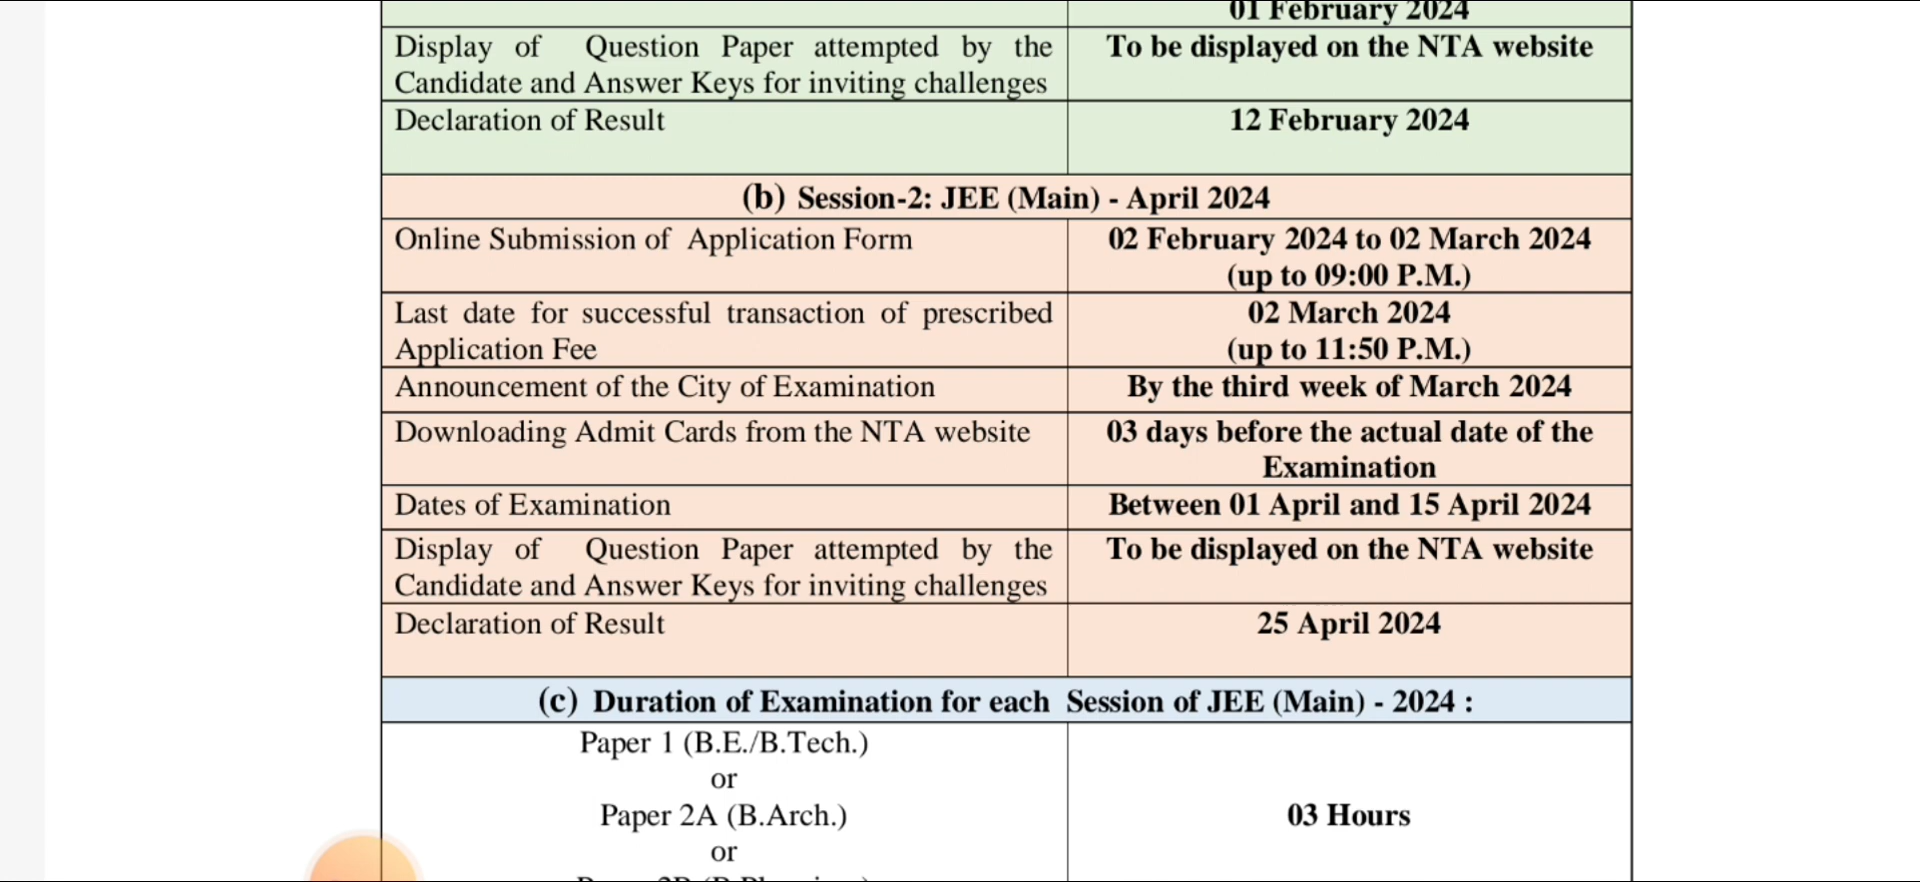 01 February 2024
Display of Question Paper attempted by the
Candidate and Answer Keys for inviting challenges
To be displayed on the NTA website
Declaration of Result
12 February 2024
(b) Session-2: JEE (Main) - April 2024
Online Submission of Application Form
02 February 2024 to 02 March 2024
(up to 09:00 P.M.)
Last date for successful transaction of prescribed
Application Fee
02 March 2024
(up to 11:50 P.M.)
Announcement of the City of Examination
By the third week of March 2024
Downloading Admit Cards from the NTA website
03 days before the actual date of the
Examination
Dates of Examination
Between 01 April and 15 April 2024
Display of Question Paper attempted by the
Candidate and Answer Keys for inviting challenges
To be displayed on the NTA website
Declaration of Result
25 April 2024
(c) Duration of Examination for each Session of JEE (Main) - 2024 :
Paper 1 (B.E./B.Tech.)
or
Paper 2A (B.Arch.)
or
03 Hours